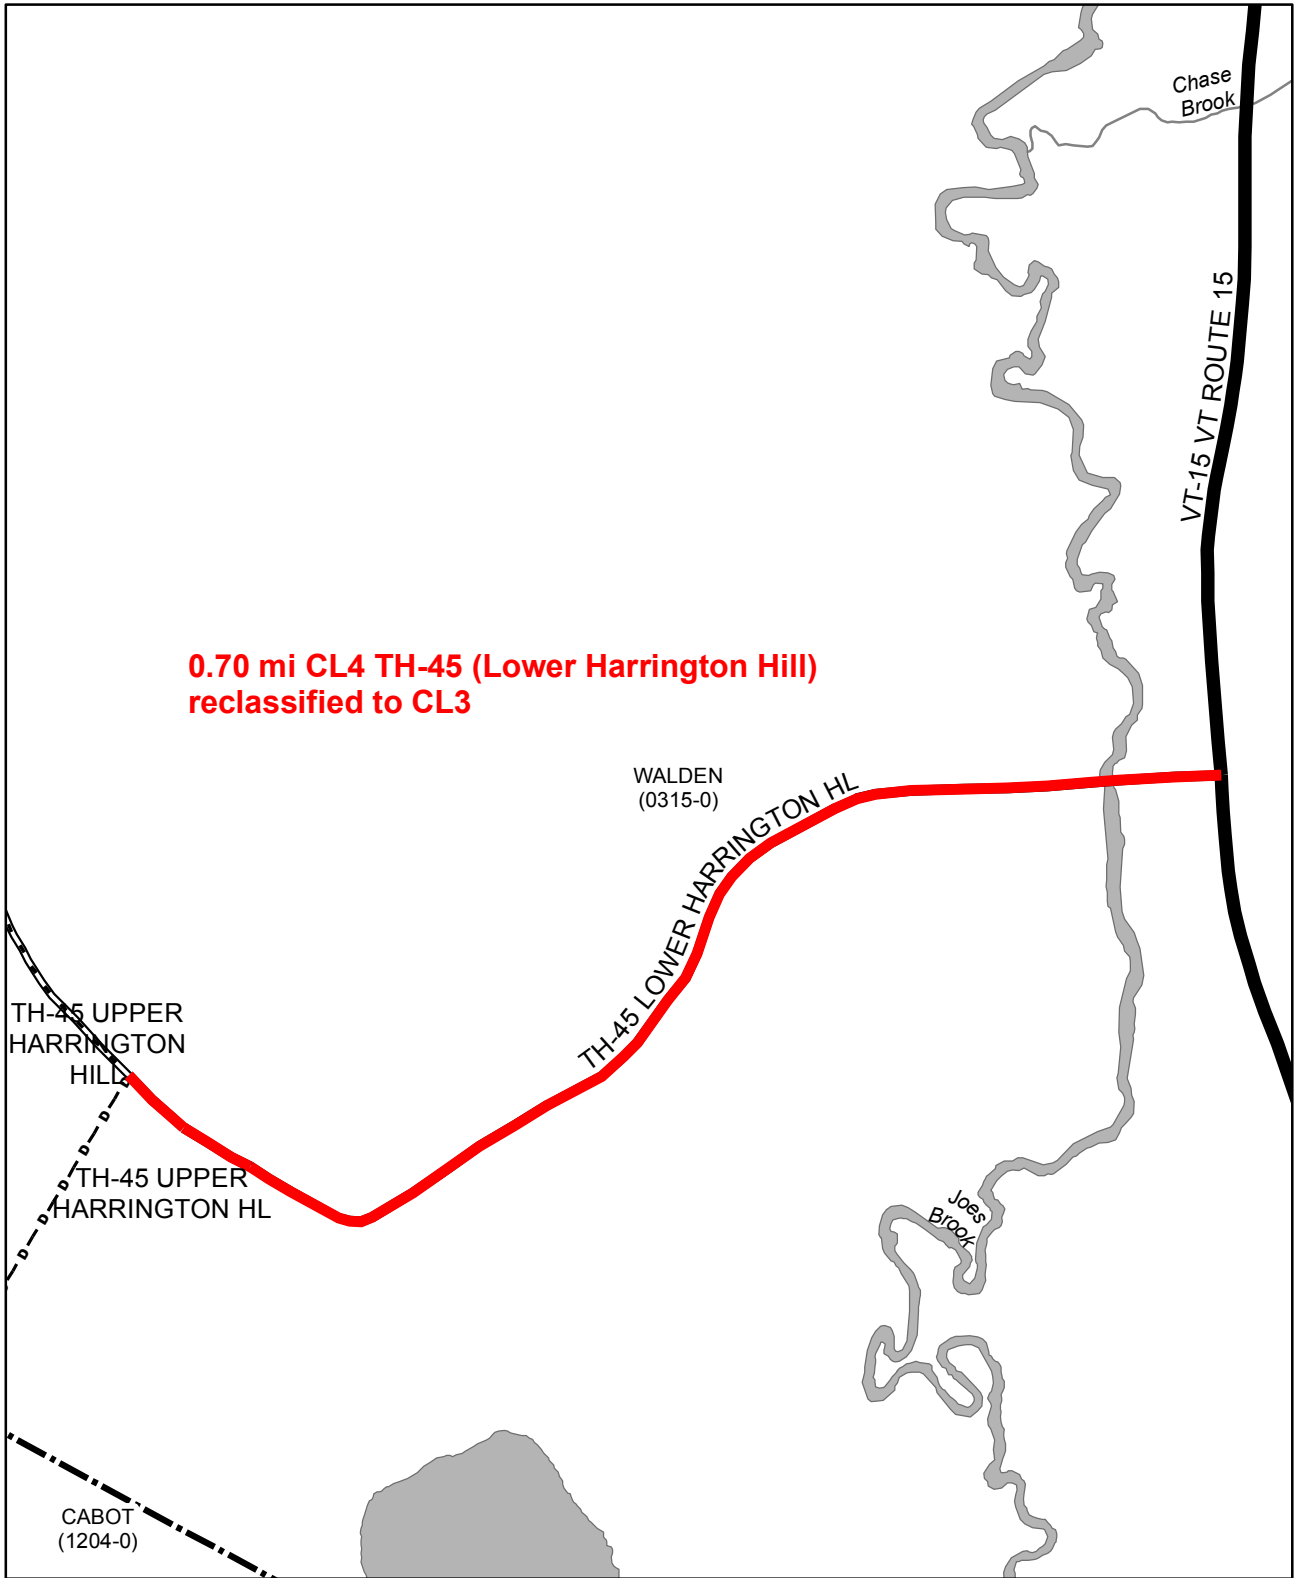 Chase
Brook
VT-15 VT ROUTE 15
0.70 mi CL4 TH-45 (Lower Harrington Hill)
reclassified to CL3
WALDEN
(0315-0)
TH-45 LOWER HARRINGTON HL
TH-45 UPPER
HARRINGTON
HILL
D
D
TH-45 UPPER
HARRINGTON HL
D
D
D
Joes
Brook
CABOT
(1204-0)